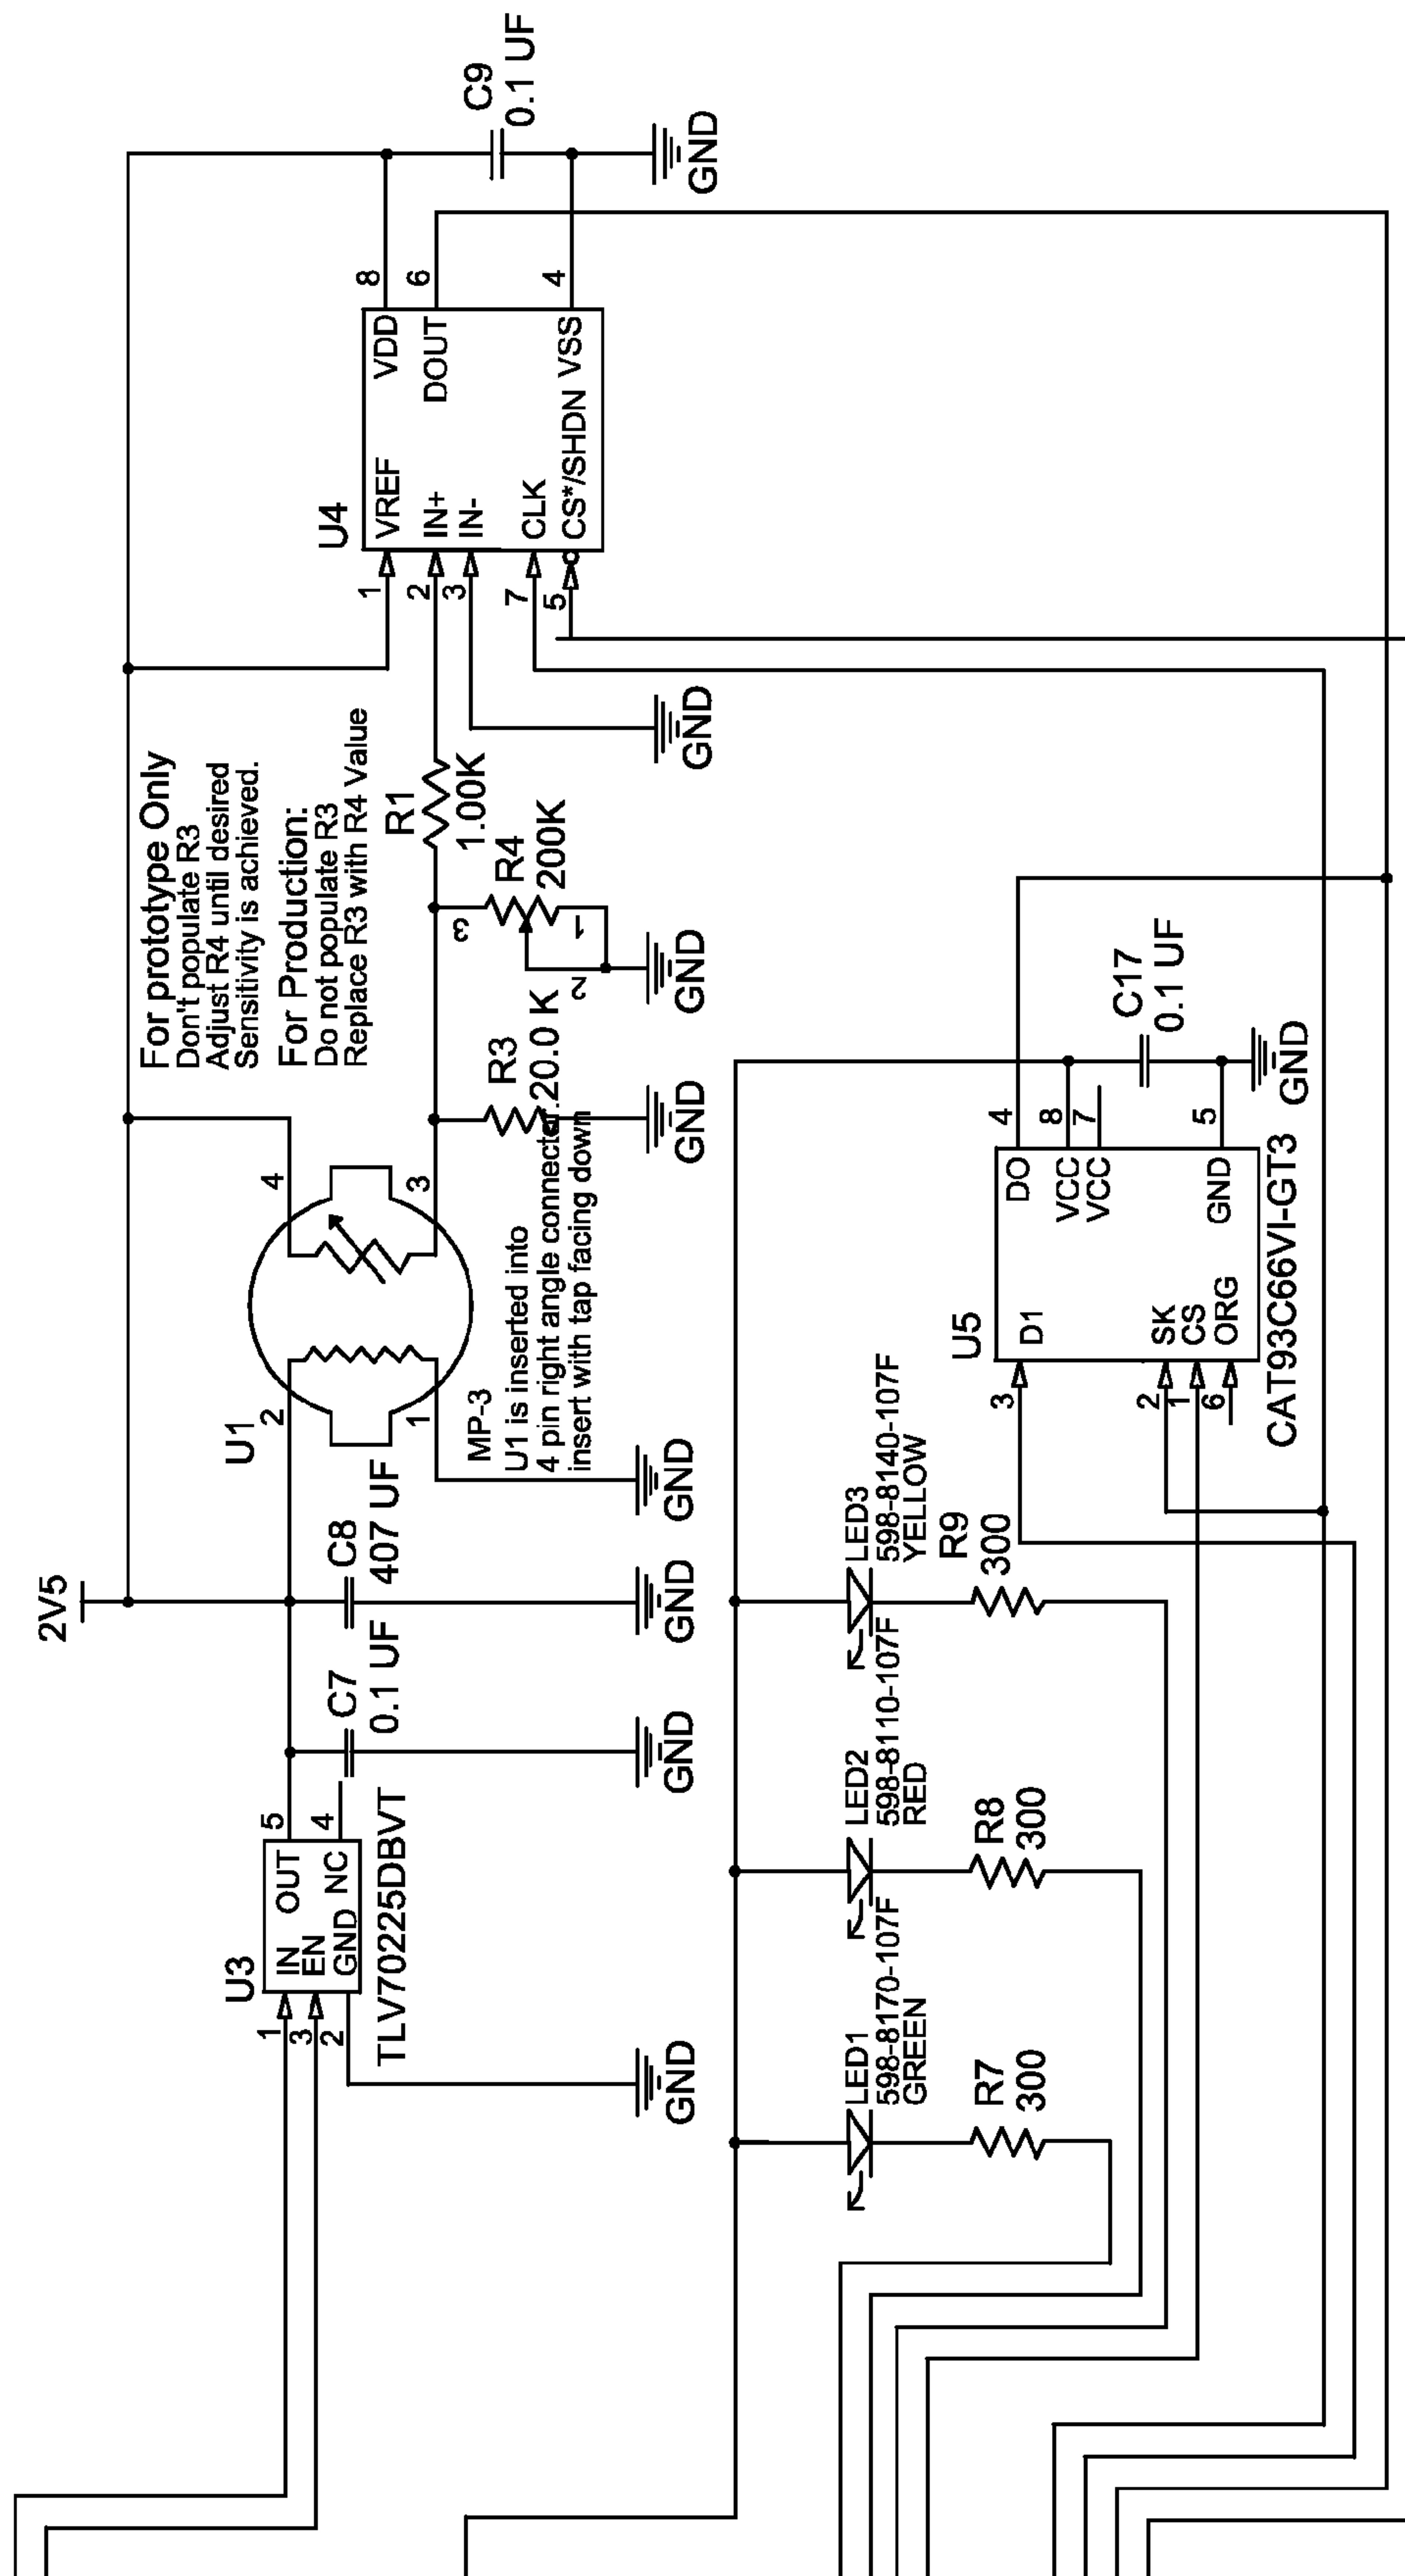 2V5
U3
1
3
2
IN
EN
GND
OUT
NC
5
4
TLV70225DBVT
GND
C7
0.1 UF
GND
C8
407 UF
GND
U1
2
1
4
3
MP-3
U1 is inserted into
4 pin right angle connecter.
insert with tap facing down
GND
For prototype Only
Don't populate R3
Adjust R4 until desired
Sensitivity is achieved.
For Production:
Do not populate R3
Replace R3 with R4 Value
R3
20.0 K
GND
R4
200K
3
1
2
GND
R1
1.00K
GND
U4
1
2
3
7
5
VREF
IN+
IN-
CLK
CS*/SHDN
VDD
DOUT
VSS
8
6
4
C9
0.1 UF
GND
LED1
598-8170-107F
GREEN
R7
300
LED2
598-8110-107F
RED
R8
300
LED3
598-8140-107F
YELLOW
R9
300
U5
3
2
1
6
D1
SK
CS
ORG
DO
VCC
VCC
GND
4
8
7
5
CAT93C66VI-GT3
C17
0.1 UF
GND